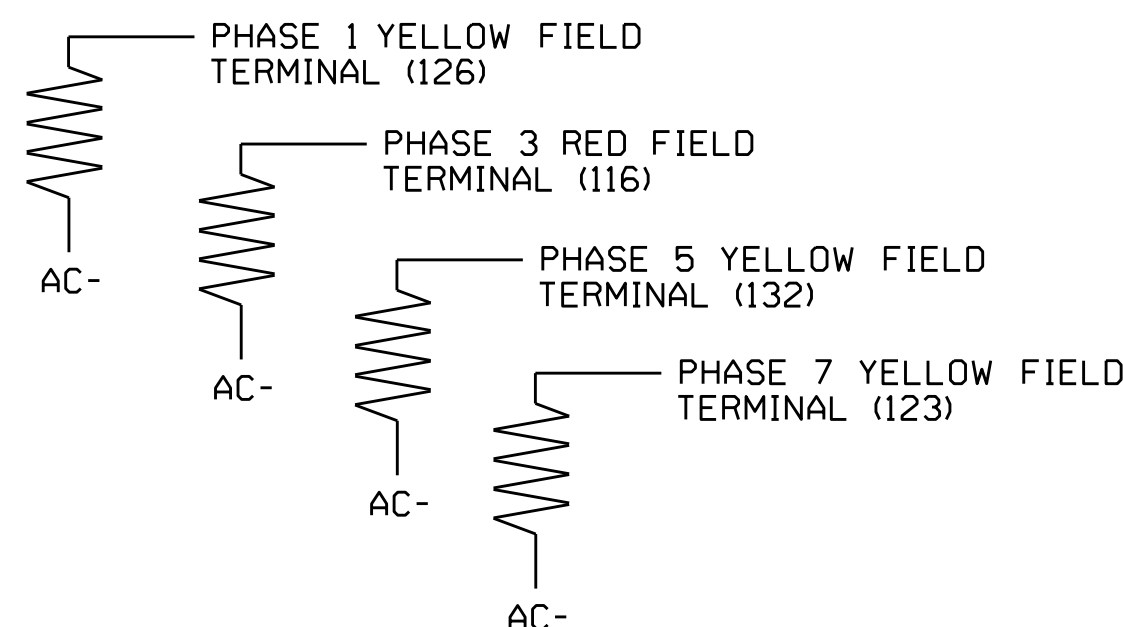 PHASE 1 YELLOW FIELD
TERMINAL (126)
PHASE 3 RED FIELD
TERMINAL (116)
AC-
PHASE 5 YELLOW FIELD
TERMINAL (132)
AC-
PHASE 7 YELLOW FIELD
TERMINAL (123)
AC-
AC-